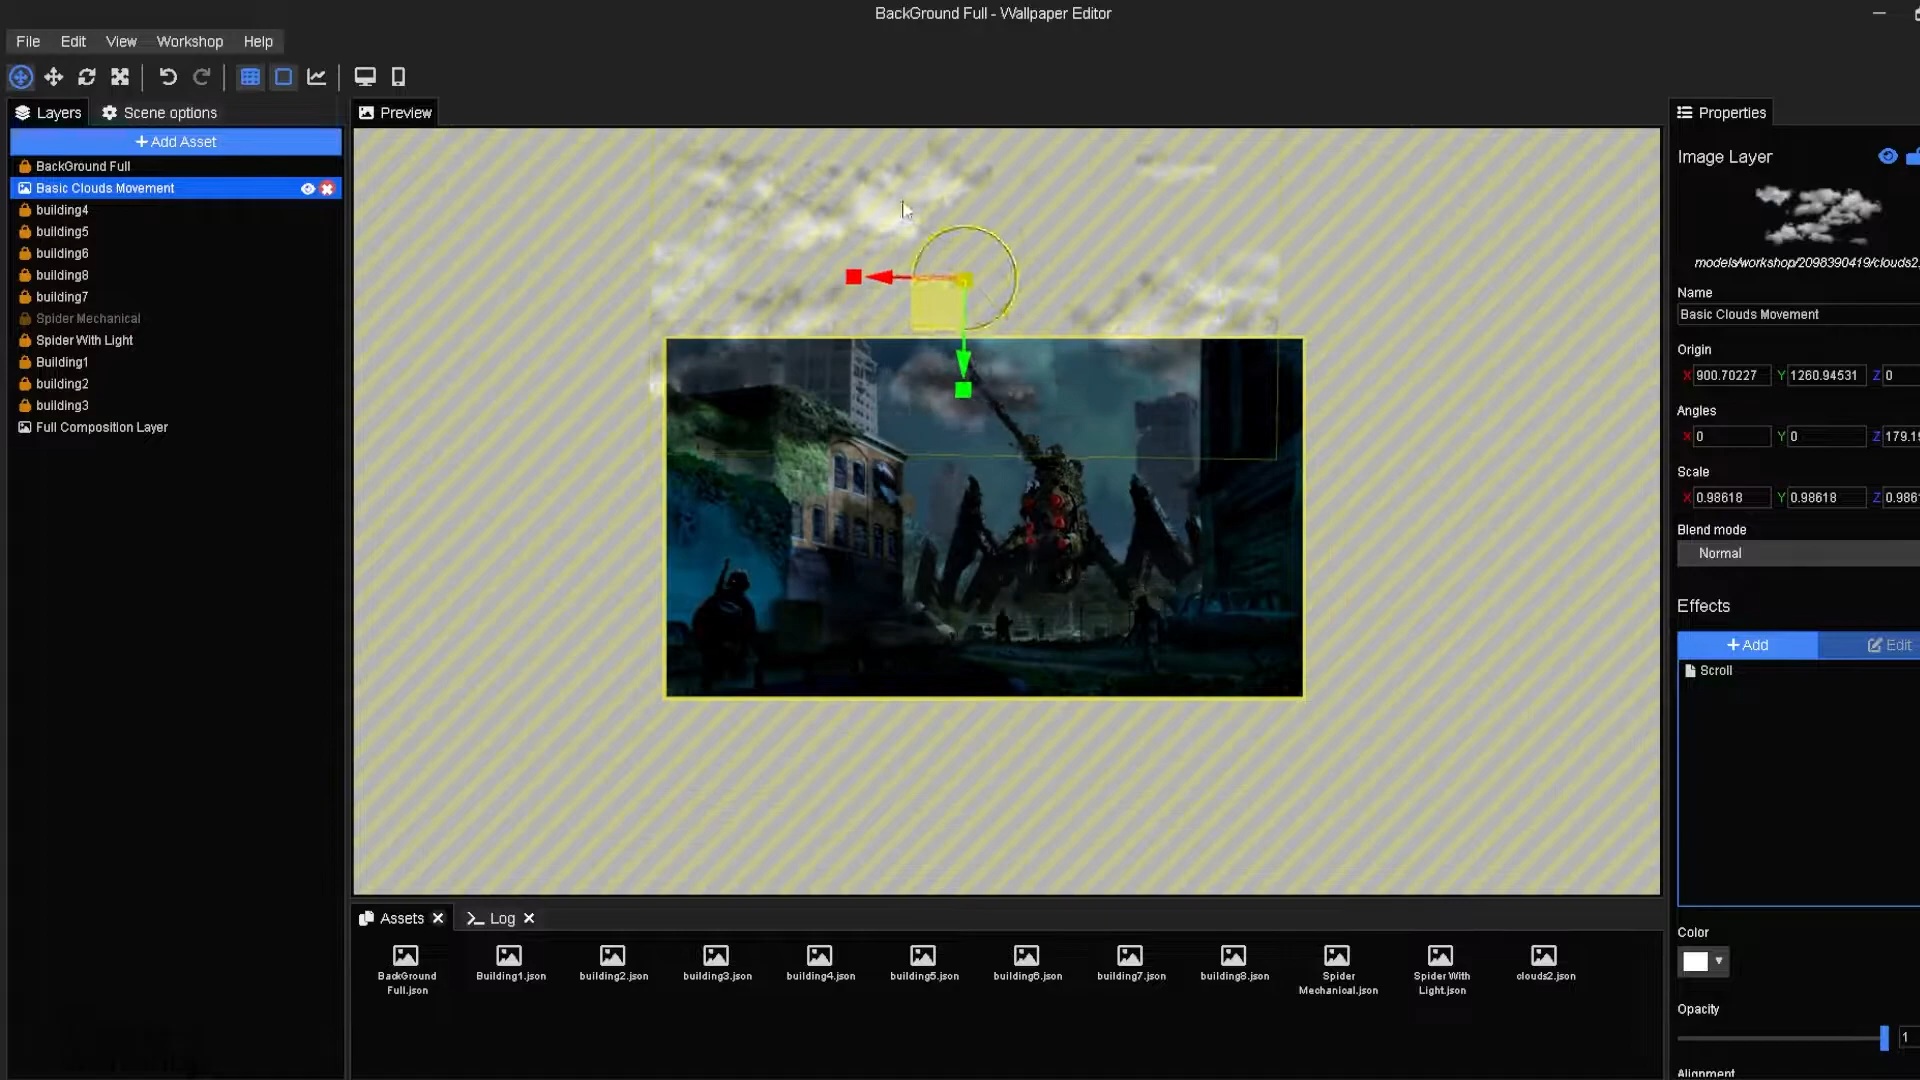 BackGround Full - Wallpaper Editor
File Edit View Workshop Help
Layers Scene options
Preview
Properties
Add Asset
BackGround Full
Basic Clouds Movement
building4
building5
building6
building8
building7
Spider Mechanical
Spider With Light
Building1
building2
building3
Full Composition Layer
Image Layer
models/workshop/2098390419/clouds2.
Name
Basic Clouds Movement
Origin
X 900.70227 Y 1260.94531 Z 0
Angles
X 0 Y 0 Z 179.1
Scale
X 0.98618 Y 0.98618 Z 0.986
Blend mode
Normal
Effects
Add Edit
Scroll
Color
Opacity
1
Alignment
Assets Log
BackGround Full.json
Building1.json
building2.json
building3.json
building4.json
building5.json
building6.json
building7.json
building8.json
Spider Mechanical.json
Spider With Light.json
clouds2.json